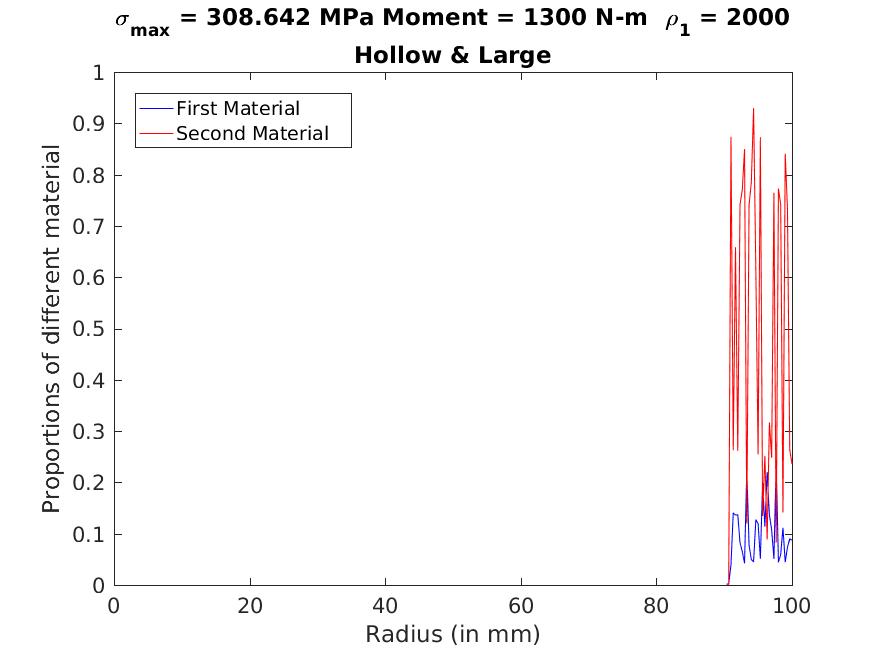 σmax = 308.642 MPa Moment = 1300 N-m ρ1 = 2000
Hollow & Large
First Material
Second Material
1
0.9
0.8
0.7
0.6
0.5
0.4
0.3
0.2
0.1
0
Proportions of different material
0 20 40 60 80 100
Radius (in mm)